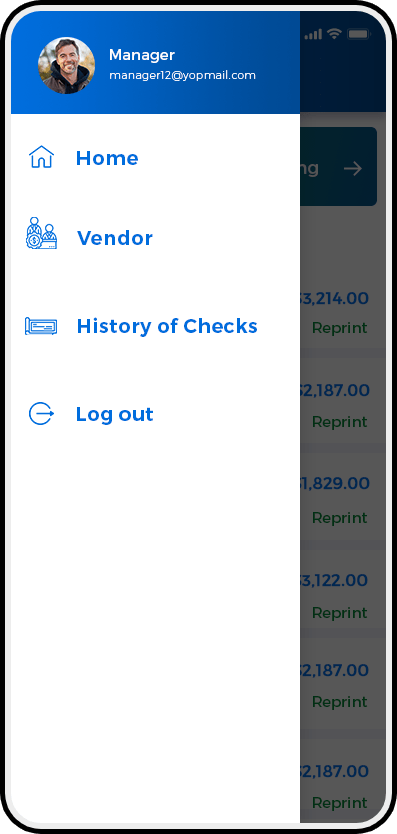 Manager
manager12@yopmail.com
Home
Vendor
History of Checks
Log out
3,214.00
Reprint
2,187.00
Reprint
1,829.00
Reprint
3,122.00
Reprint
2,187.00
Reprint
2,187.00
Reprint